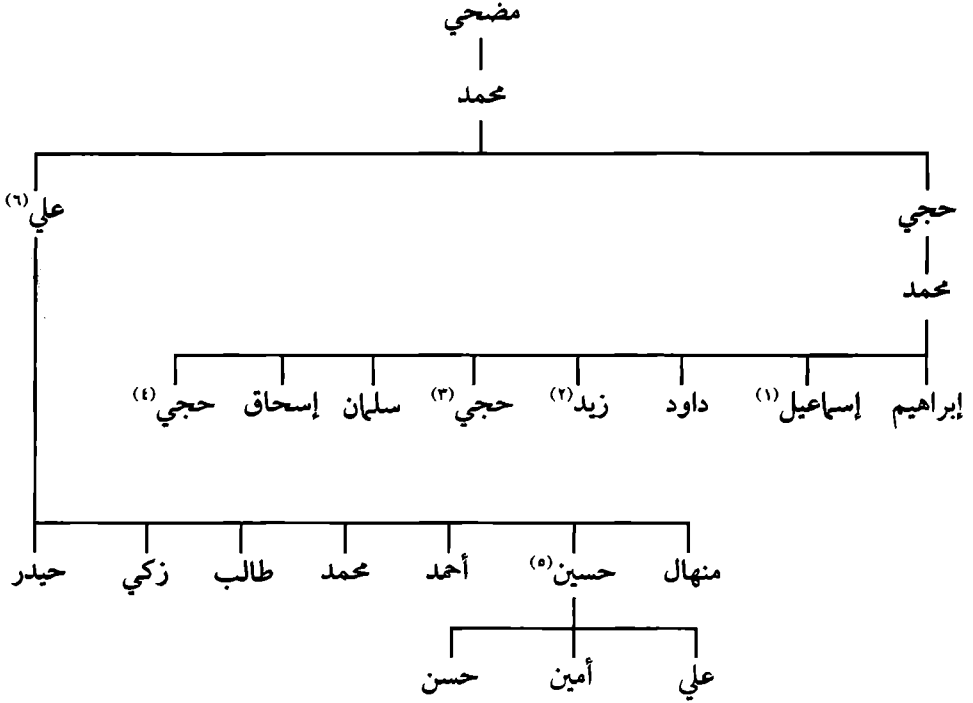 مضحي
محمد
حجي علي(٦)
محمد
إبراهيم إسماعيل(١) داود زيد(٢) حجي(٣) سلمان إسحاق حجي(٤)
منهال حسين(٥) أحمد محمد طالب زكي حيدر
علي أمين حسن